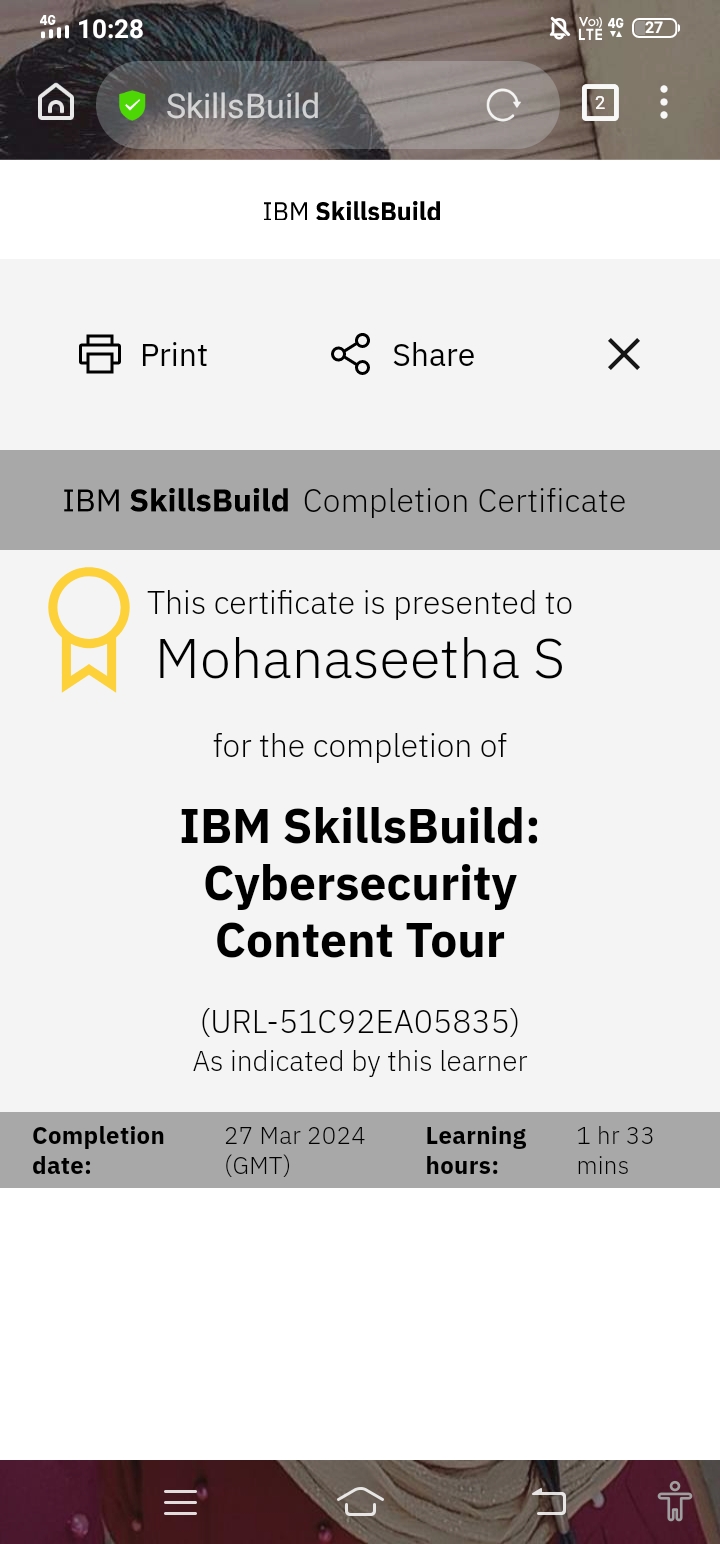 4G 10:28 Vo)) LTE 4G 27
SkillsBuild 2
IBM SkillsBuild
Print Share
IBM SkillsBuild Completion Certificate
This certificate is presented to
Mohanaseetha S
for the completion of
IBM SkillsBuild:
Cybersecurity
Content Tour
(URL-51C92EA05835)
As indicated by this learner
Completion date: 27 Mar 2024 (GMT) Learning hours: 1 hr 33 mins